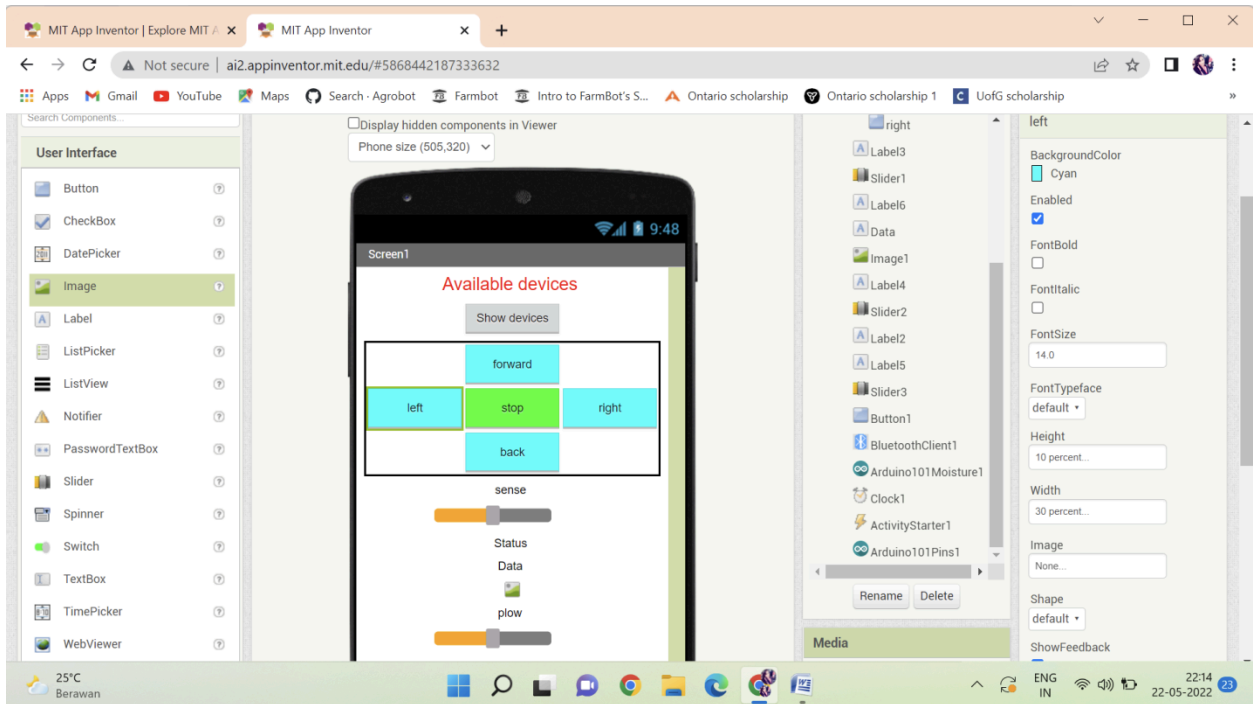 MIT App Inventor | Explore MIT A
MIT App Inventor
Not secure | ai2.appinventor.mit.edu/#5868442187333632
Apps
Gmail
YouTube
Maps
Search · Agrobot
Farmbot
Intro to FarmBot's S...
Ontario scholarship
Ontario scholarship 1
UofG scholarship
»
Search Components...
User Interface
Button
CheckBox
DatePicker
Image
Label
ListPicker
ListView
Notifier
PasswordTextBox
Slider
Spinner
Switch
TextBox
TimePicker
WebViewer
Display hidden components in Viewer
Phone size (505,320)
9:48
Screen1
Available devices
Show devices
forward
left
stop
right
back
sense
Status
Data
plow
right
Label3
Slider1
Label6
Data
Image1
Label4
Slider2
Label2
Label5
Slider3
Button1
BluetoothClient1
Arduino101Moisture1
Clock1
ActivityStarter1
Arduino101Pins1
Rename
Delete
Media
left
BackgroundColor
Cyan
Enabled
FontBold
FontItalic
FontSize
14.0
FontTypeface
default
Height
10 percent...
Width
30 percent...
Image
None...
Shape
default
ShowFeedback
25°C
Berawan
ENG
IN
22:14
22-05-2022
23